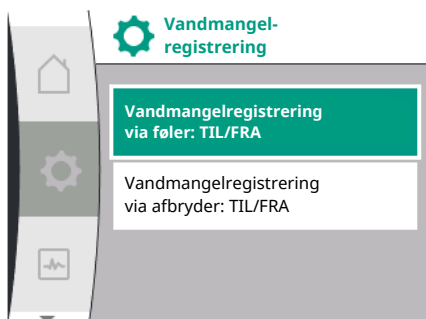 Vandmangel-
registrering
Vandmangelregistrering
via føler: TIL/FRA
Vandmangelregistrering
via afbryder: TIL/FRA